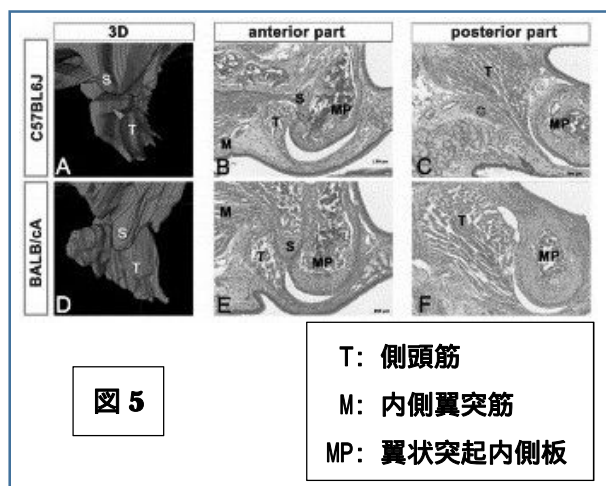 3D
anterior part
posterior part
C57BL6J
S
T
A
S
MP
T
M
B
T
MP
C
BALB/cA
S
T
D
M
T
S
MP
E
T
MP
F
図 5
T: 側頭筋
M: 内側翼突筋
MP: 翼状突起内側板